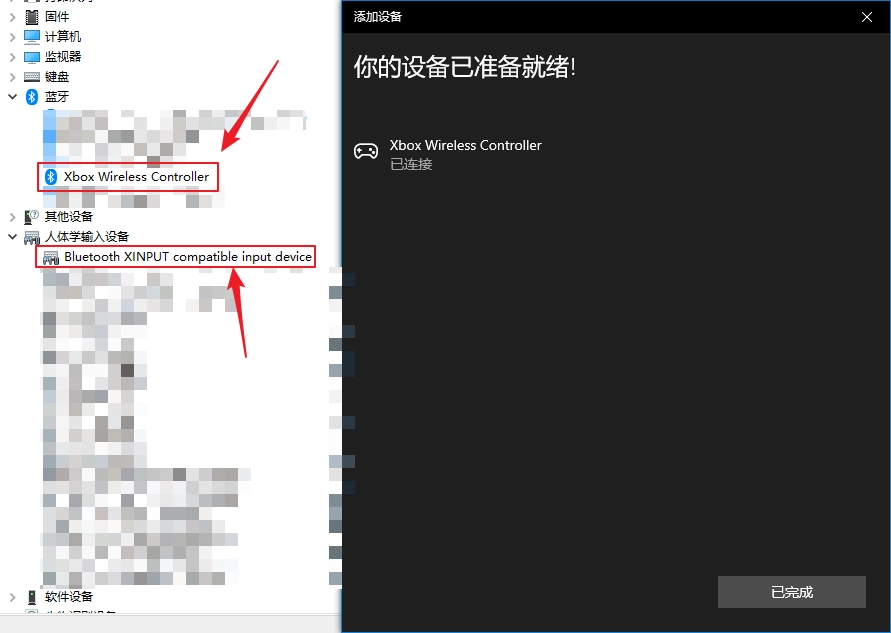 固件
计算机
监视器
键盘
蓝牙
Xbox Wireless Controller
其他设备
人体学输入设备
Bluetooth XINPUT compatible input device
软件设备
添加设备
你的设备已准备就绪!
Xbox Wireless Controller
已连接
已完成